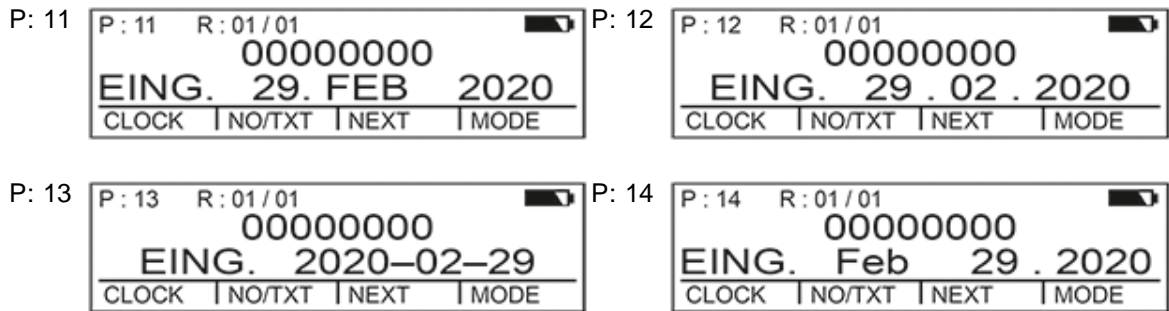 P: 11
P : 11 R : 01 / 01
00000000
EING. 29. FEB 2020
CLOCK NO/TXT NEXT MODE
P: 12
P : 12 R : 01 / 01
00000000
EING. 29 . 02 . 2020
CLOCK NO/TXT NEXT MODE
P: 13
P : 13 R : 01 / 01
00000000
EING. 2020–02–29
CLOCK NO/TXT NEXT MODE
P: 14
P : 14 R : 01 / 01
00000000
EING. Feb 29 . 2020
CLOCK NO/TXT NEXT MODE